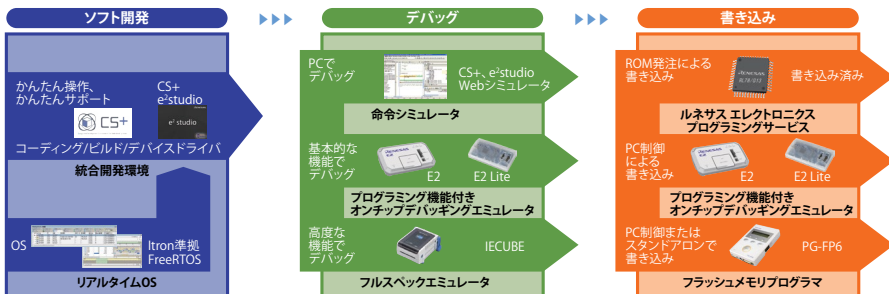 ソフト開発
かんたん操作、
かんたんサポート
CS+
e²studio
CS+
e² studio
コーディング/ビルド/デバイスドライバ
統合開発環境
OS
Itron準拠
FreeRTOS
リアルタイムOS
デバッグ
PCで
デバッグ
CS+、e²studio
Webシミュレータ
命令シミュレータ
基本的な
機能で
デバッグ
E2
E2 Lite
プログラミング機能付き
オンチップデバッギングエミュレータ
高度な
機能で
デバッグ
IECUBE
フルスペックエミュレータ
書き込み
ROM発注による
書き込み
RENESAS
RL78/G13
書き込み済み
ルネサス エレクトロニクス
プログラミングサービス
PC制御
による
書き込み
E2
E2 Lite
プログラミング機能付き
オンチップデバッギングエミュレータ
PC制御または
スタンドアロンで
書き込み
PG-FP6
フラッシュメモリプログラマ